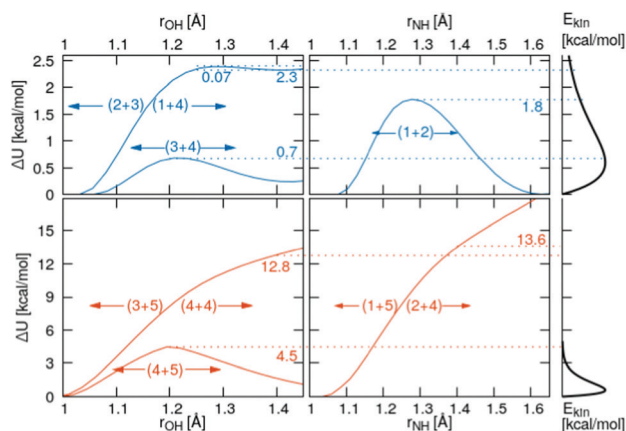 r_OH [Å]
r_NH [Å]
E_kin
[kcal/mol]
1 1.1 1.2 1.3 1.4
1 1.1 1.2 1.3 1.4 1.5 1.6
ΔU [kcal/mol]
2.5
2
1.5
1
0.5
0
0.07
2.3
(2+3) (1+4)
(3+4)
0.7
1.8
(1+2)
ΔU [kcal/mol]
15
12
9
6
3
0
12.8
(3+5) (4+4)
4.5
(4+5)
13.6
(1+5) (2+4)
1 1.1 1.2 1.3 1.4
1 1.1 1.2 1.3 1.4 1.5 1.6
r_OH [Å]
r_NH [Å]
E_kin
[kcal/mol]